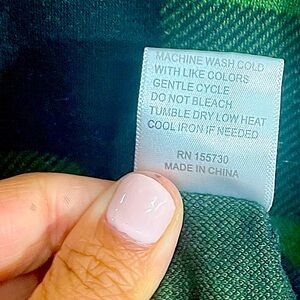 MACHINE WASH COLD
WITH LIKE COLORS
GENTLE CYCLE
DO NOT BLEACH
TUMBLE DRY LOW HEAT
COOL IRON IF NEEDED
RN 155730
MADE IN CHINA